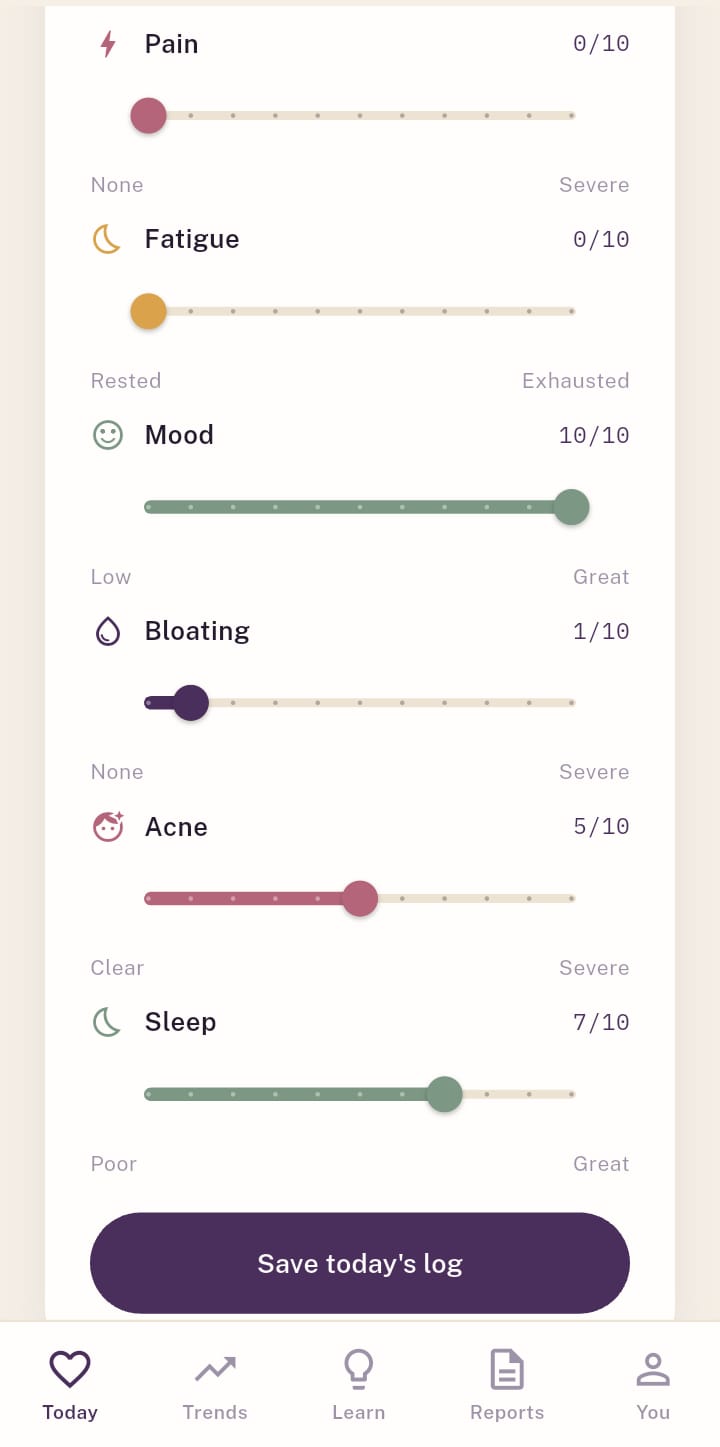 Pain 0/10
None Severe
Fatigue 0/10
Rested Exhausted
Mood 10/10
Low Great
Bloating 1/10
None Severe
Acne 5/10
Clear Severe
Sleep 7/10
Poor Great
Save today's log
Today Trends Learn Reports You